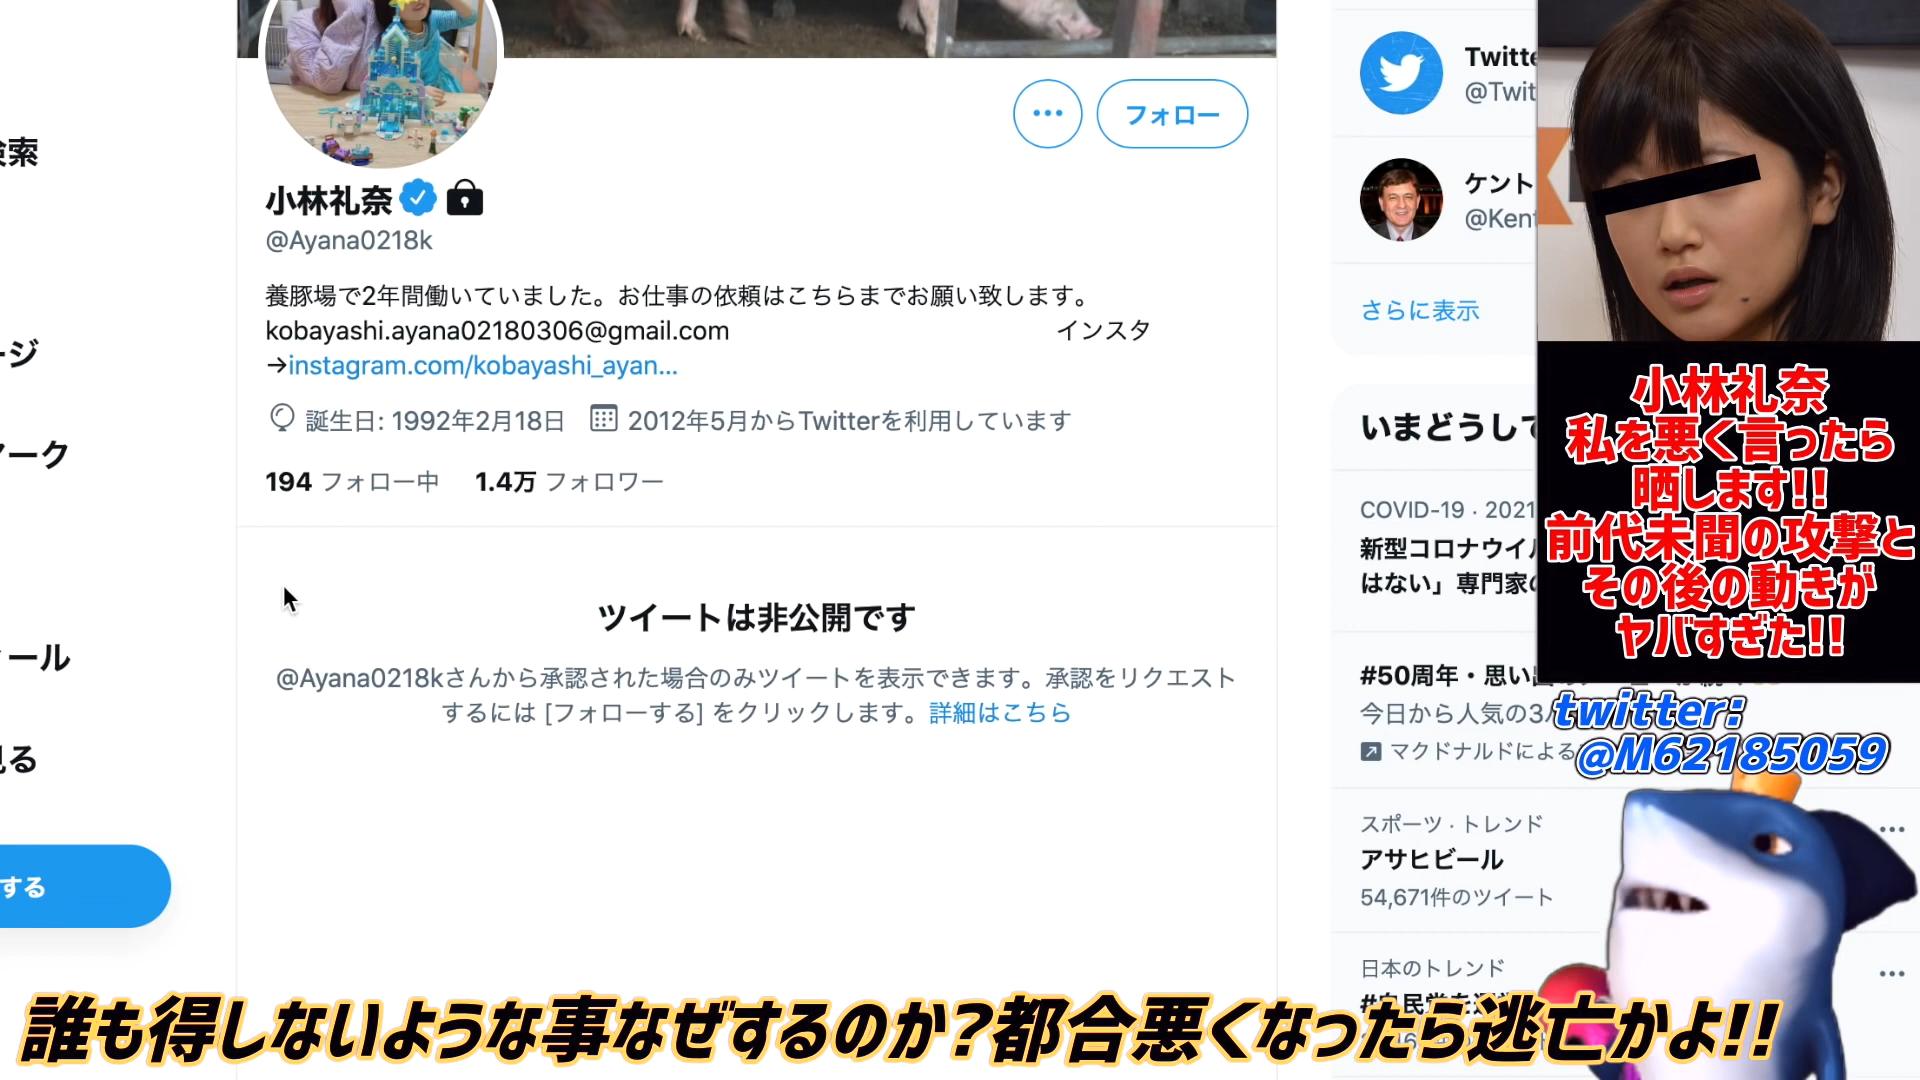 検索
ージ
マーク
ール
見る
する
小林礼奈
@Ayana0218k
養豚場で2年間働いていました。お仕事の依頼はこちらまでお願い致します。
kobayashi.ayana02180306@gmail.com インスタ
→instagram.com/kobayashi_ayan...
誕生日: 1992年2月18日 2012年5月からTwitterを利用しています
194 フォロー中 1.4万 フォロワー
フォロー
ツイートは非公開です
@Ayana0218kさんから承認された場合のみツイートを表示できます。承認をリクエスト
するには [フォローする] をクリックします。詳細はこちら
Twitte
@Twit
ケント
@Kent
さらに表示
いまどうして
COVID-19 · 2021
新型コロナウイル
はない」専門家の
#50周年・思い出の
今日から人気の3
マクドナルドによる
スポーツ · トレンド
アサヒビール
54,671件のツイート
日本のトレンド
小林礼奈
私を悪く言ったら
晒します!!
前代未聞の攻撃と
その後の動きが
ヤバすぎた!!
twitter:
@M62185059
誰も得しないような事なぜするのか?都合悪くなったら逃亡かよ!!